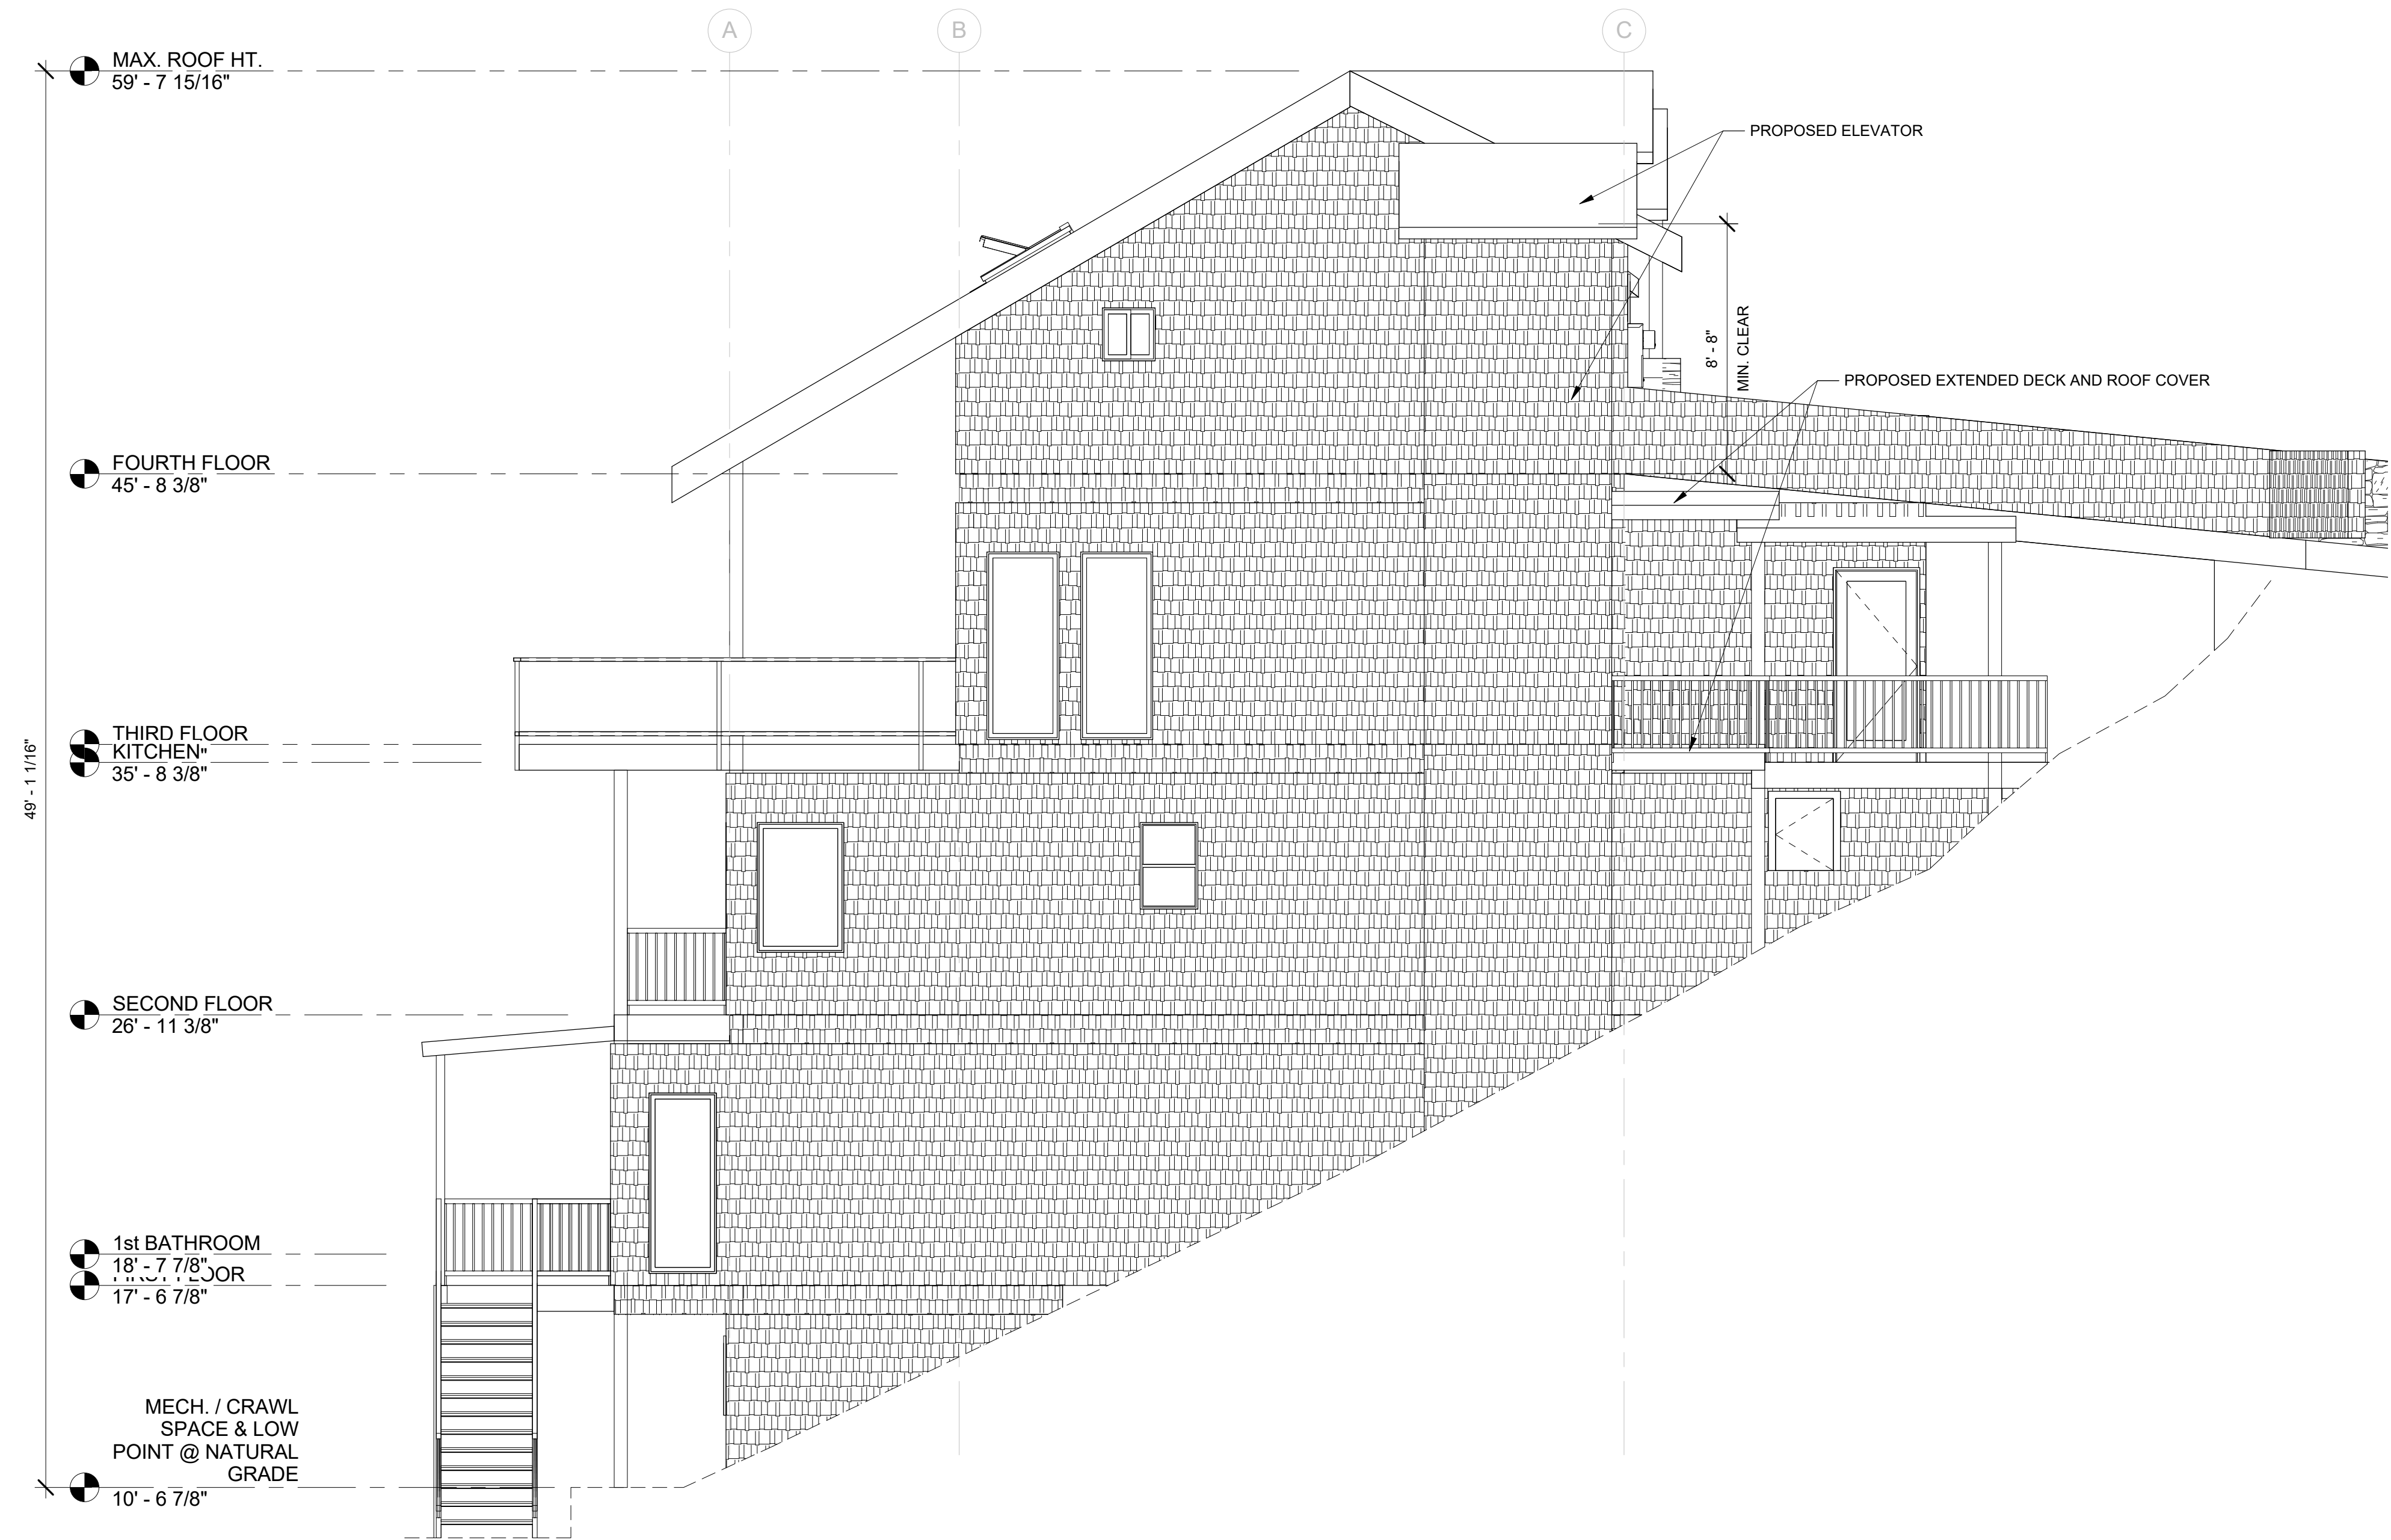 A
B
C
MAX. ROOF HT.
59' - 7 15/16"
PROPOSED ELEVATOR
8' - 8"
MIN. CLEAR
PROPOSED EXTENDED DECK AND ROOF COVER
FOURTH FLOOR
45' - 8 3/8"
THIRD FLOOR
KITCHEN
35' - 8 3/8"
49' - 1 1/16"
SECOND FLOOR
26' - 11 3/8"
1st BATHROOM
18' - 7 7/8"
FIRST FLOOR
17' - 6 7/8"
MECH. / CRAWL
SPACE & LOW
POINT @ NATURAL
GRADE
10' - 6 7/8"